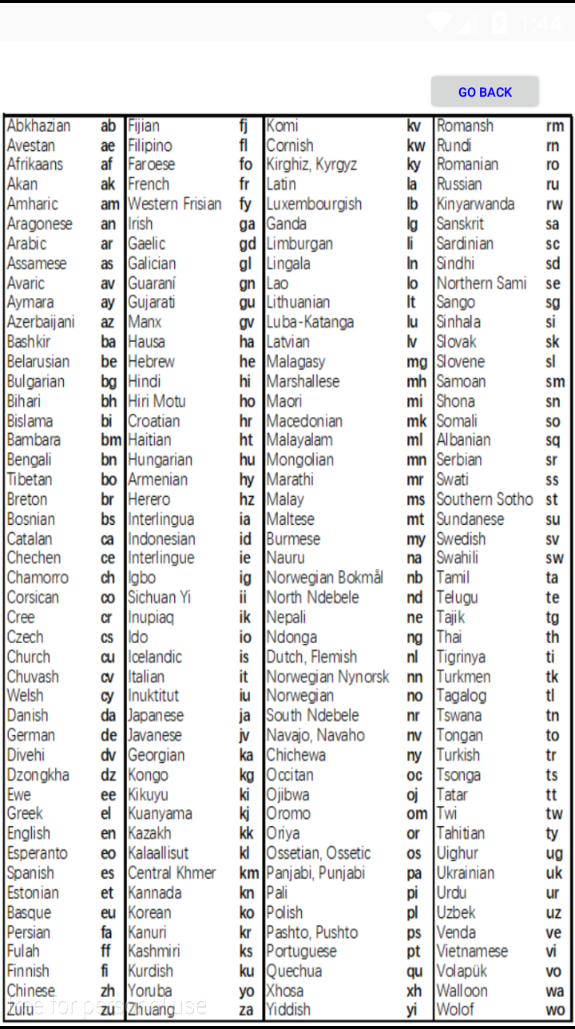 1:44
GO BACK
Abkhazian ab
Avestan ae
Afrikaans af
Akan ak
Amharic am
Aragonese an
Arabic ar
Assamese as
Avaric av
Aymara ay
Azerbaijani az
Bashkir ba
Belarusian be
Bulgarian bg
Bihari bh
Bislama bi
Bambara bm
Bengali bn
Tibetan bo
Breton br
Bosnian bs
Catalan ca
Chechen ce
Chamorro ch
Corsican co
Cree cr
Czech cs
Church cu
Chuvash cv
Welsh cy
Danish da
German de
Divehi dv
Dzongkha dz
Ewe ee
Greek el
English en
Esperanto eo
Spanish es
Estonian et
Basque eu
Persian fa
Fulah ff
Finnish fi
Chinese zh
Zulu zu
Fijian fj
Filipino fl
Faroese fo
French fr
Western Frisian fy
Irish ga
Gaelic gd
Galician gl
Guaraní gn
Gujarati gu
Manx gv
Hausa ha
Hebrew he
Hindi hi
Hiri Motu ho
Croatian hr
Haitian ht
Hungarian hu
Armenian hy
Herero hz
Interlingua ia
Indonesian id
Interlingue ie
Igbo ig
Sichuan Yi ii
Inupiaq ik
Ido io
Icelandic is
Italian it
Inuktitut iu
Japanese ja
Javanese jv
Georgian ka
Kongo kg
Kikuyu ki
Kuanyama kj
Kazakh kk
Kalaallisut kl
Central Khmer km
Kannada kn
Korean ko
Kanuri kr
Kashmiri ks
Kurdish ku
Yoruba yo
Zhuang za
Komi kv
Cornish kw
Kirghiz, Kyrgyz ky
Latin la
Luxembourgish lb
Ganda lg
Limburgan li
Lingala ln
Lao lo
Lithuanian lt
Luba-Katanga lu
Latvian lv
Malagasy mg
Marshallese mh
Maori mi
Macedonian mk
Malayalam ml
Mongolian mn
Marathi mr
Malay ms
Maltese mt
Burmese my
Nauru na
Norwegian Bokmål nb
North Ndebele nd
Nepali ne
Ndonga ng
Dutch, Flemish nl
Norwegian Nynorsk nn
Norwegian no
South Ndebele nr
Navajo, Navaho nv
Chichewa ny
Occitan oc
Ojibwa oj
Oromo om
Oriya or
Ossetian, Ossetic os
Panjabi, Punjabi pa
Pali pi
Polish pl
Pashto, Pushto ps
Portuguese pt
Quechua qu
Xhosa xh
Yiddish yi
Romansh rm
Rundi rn
Romanian ro
Russian ru
Kinyarwanda rw
Sanskrit sa
Sardinian sc
Sindhi sd
Northern Sami se
Sango sg
Sinhala si
Slovak sk
Slovene sl
Samoan sm
Shona sn
Somali so
Albanian sq
Serbian sr
Swati ss
Southern Sotho st
Sundanese su
Swedish sv
Swahili sw
Tamil ta
Telugu te
Tajik tg
Thai th
Tigrinya ti
Turkmen tk
Tagalog tl
Tswana tn
Tongan to
Turkish tr
Tsonga ts
Tatar tt
Twi tw
Tahitian ty
Uighur ug
Ukrainian uk
Urdu ur
Uzbek uz
Venda ve
Vietnamese vi
Volapük vo
Walloon wa
Wolof wo
for personal use